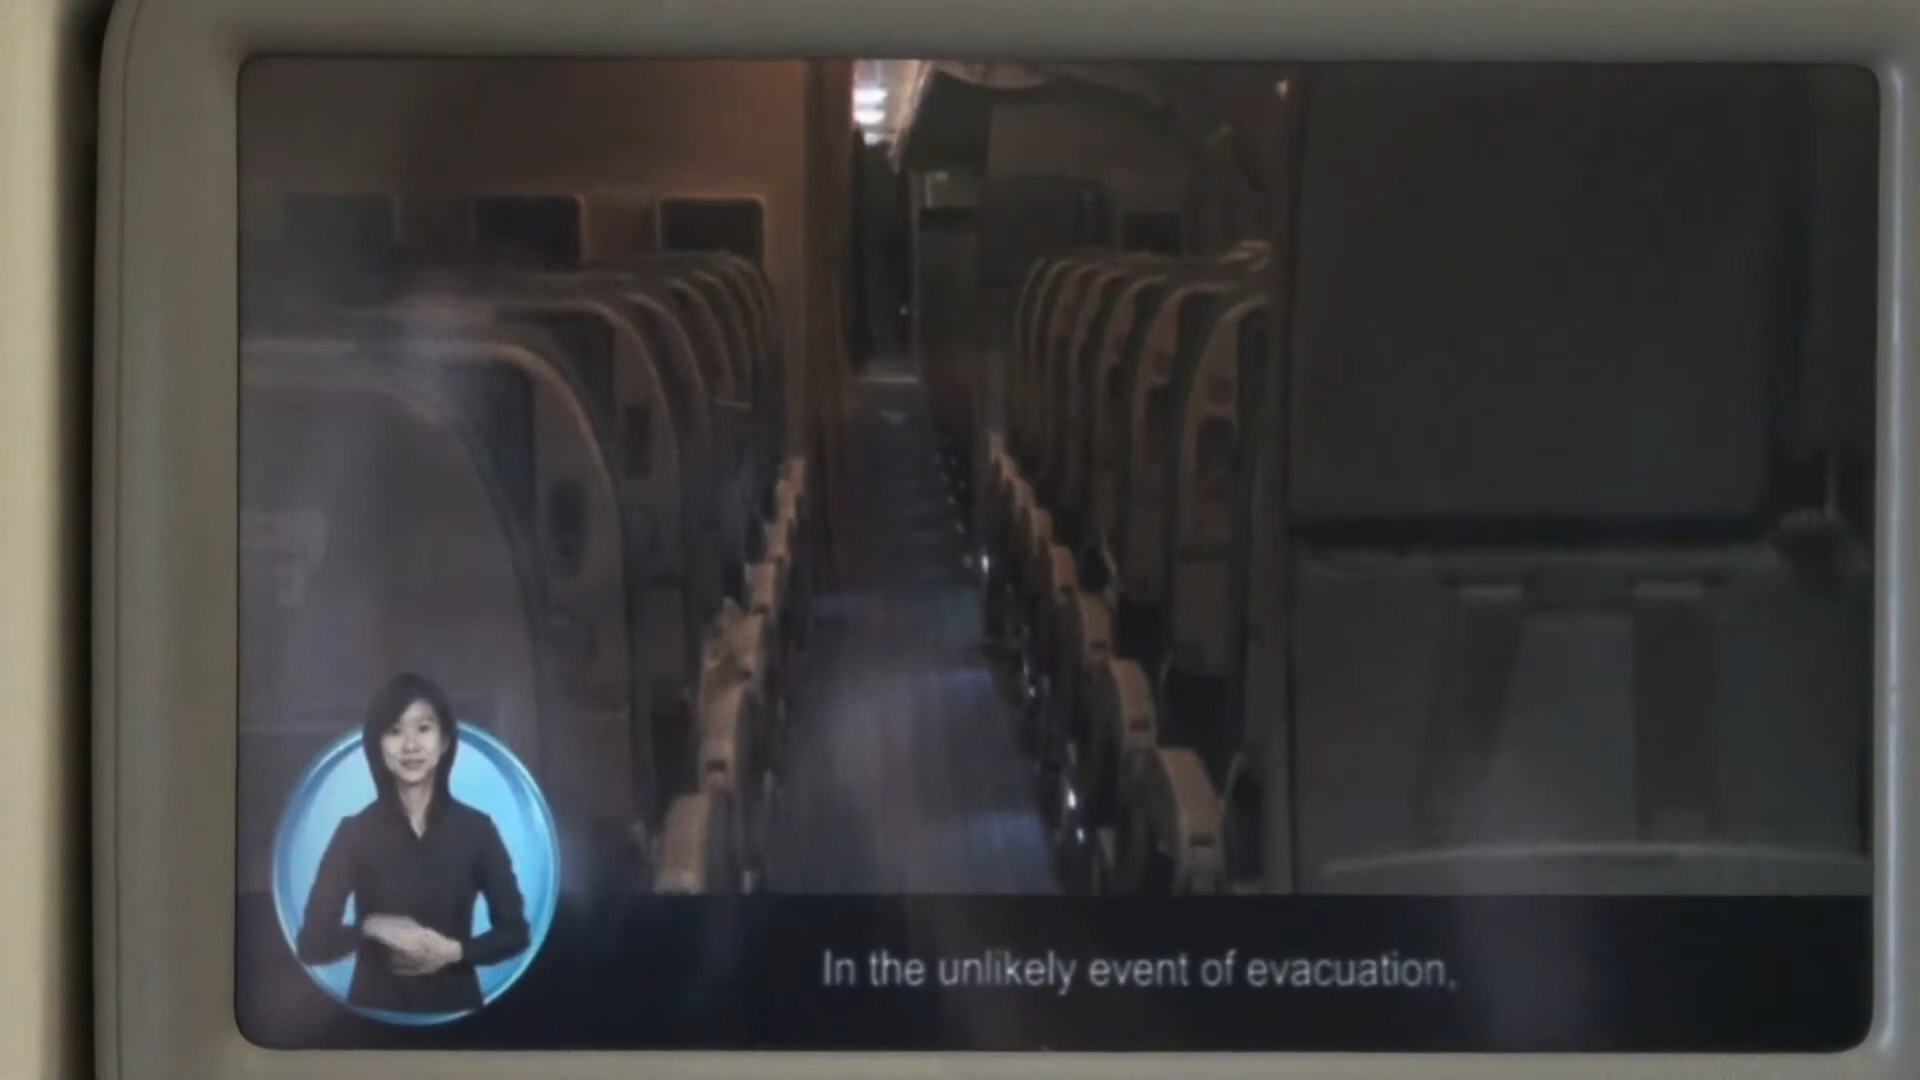 In the unlikely event of evacuation,